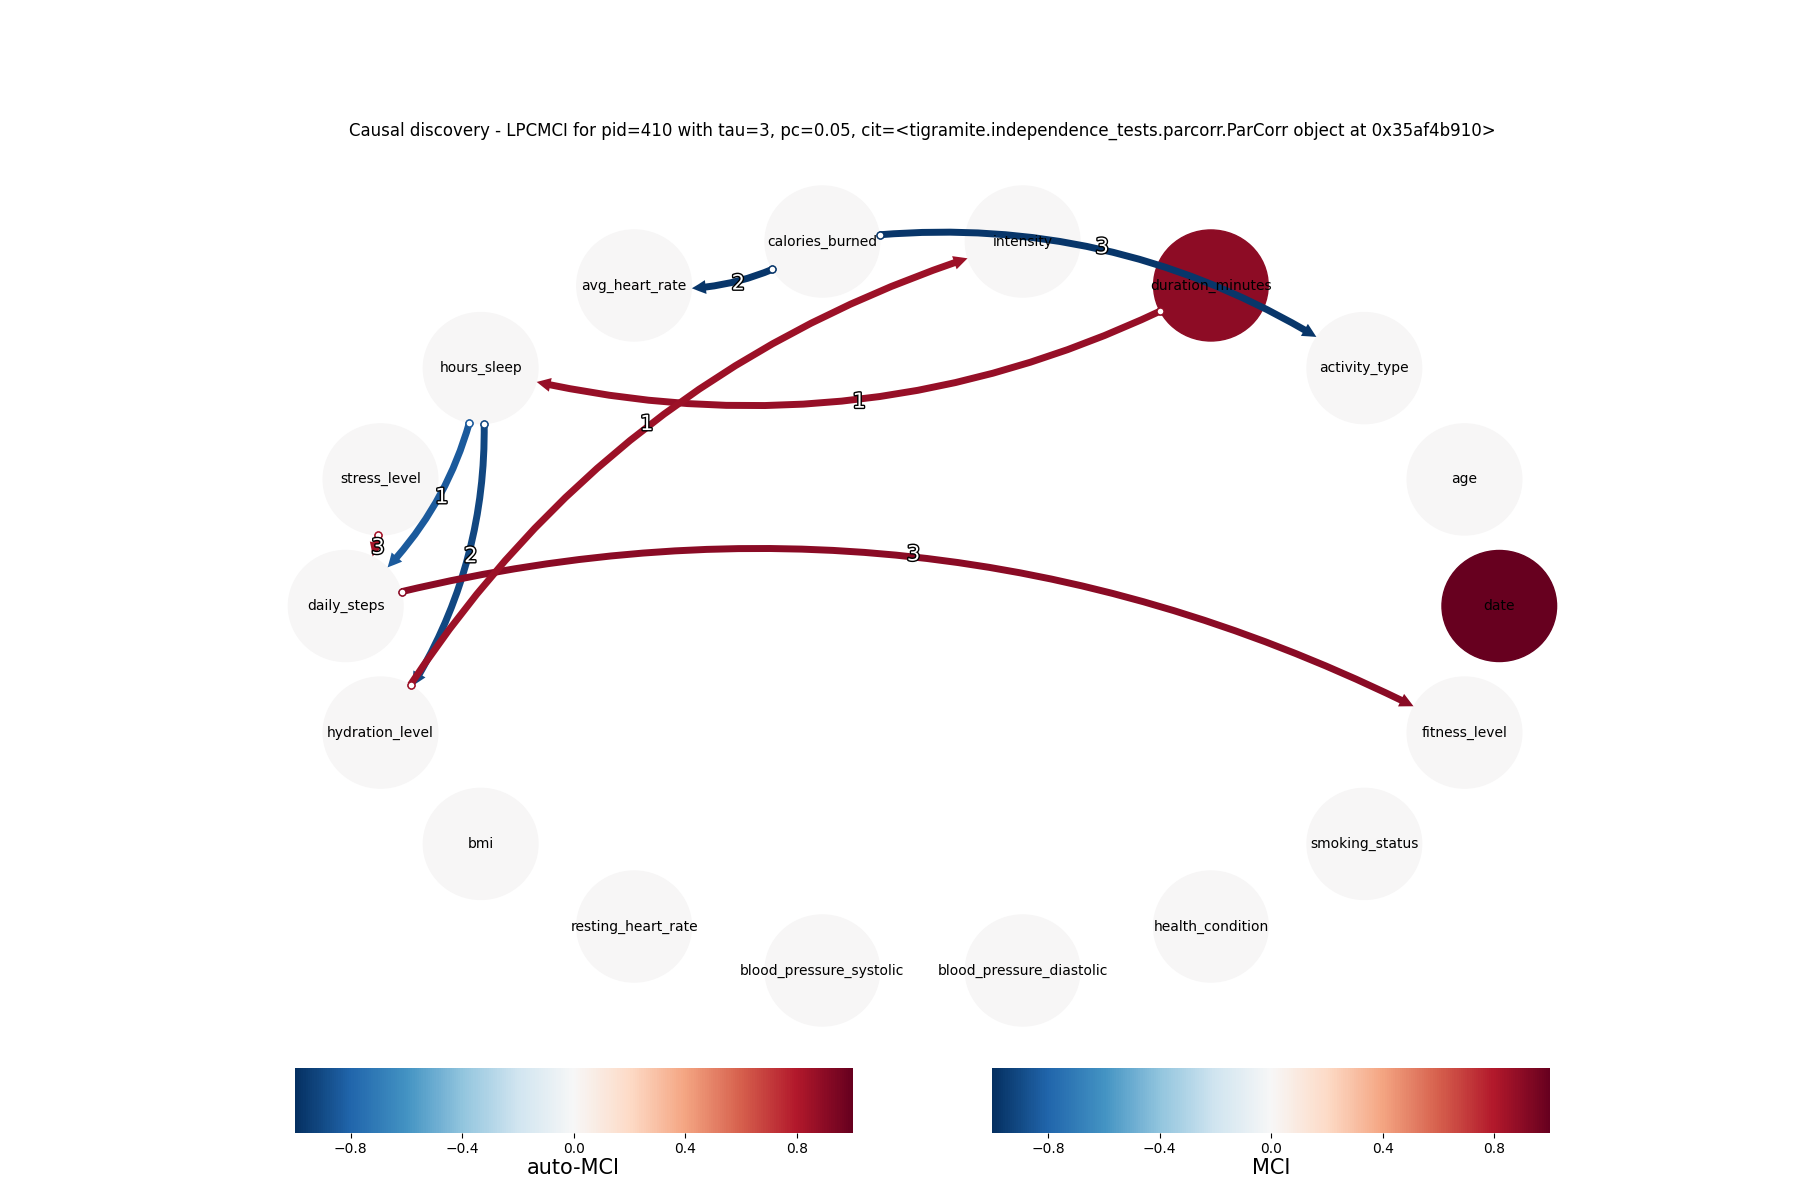 Causal discovery - LPCMCI for pid=410 with tau=3, pc=0.05, cit=<tigramite.independence_tests.parcorr.ParCorr object at 0x35af4b910>
calories_burned
intensity
3
avg_heart_rate
2
duration_minutes
hours_sleep
activity_type
1
1
stress_level
age
1
3
2
3
daily_steps
date
hydration_level
fitness_level
bmi
smoking_status
resting_heart_rate
health_condition
blood_pressure_systolic
blood_pressure_diastolic
−0.8 −0.4 0.0 0.4 0.8
auto-MCI
−0.8 −0.4 0.0 0.4 0.8
MCI